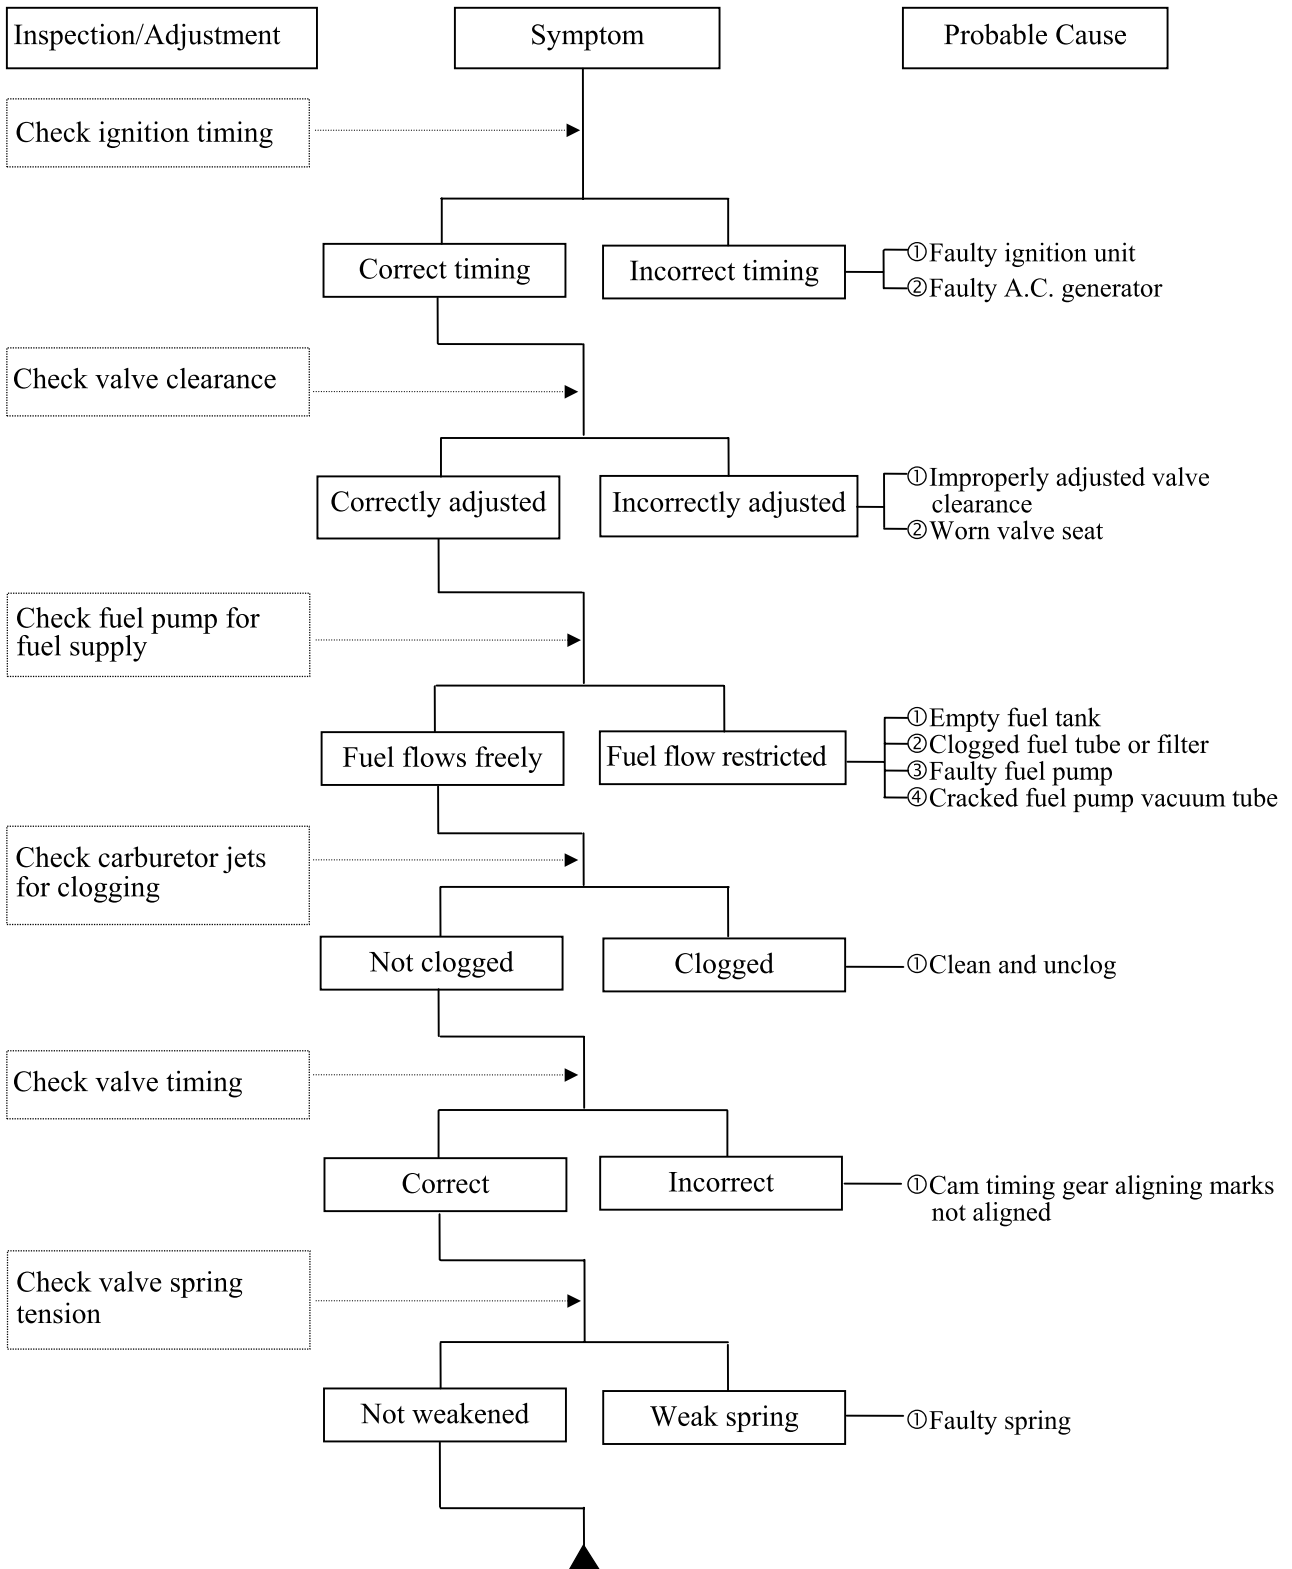 Inspection/Adjustment
Symptom
Probable Cause
Check ignition timing
Correct timing
Incorrect timing
①Faulty ignition unit
②Faulty A.C. generator
Check valve clearance
Correctly adjusted
Incorrectly adjusted
①Improperly adjusted valve
clearance
②Worn valve seat
Check fuel pump for
fuel supply
Fuel flows freely
Fuel flow restricted
①Empty fuel tank
②Clogged fuel tube or filter
③Faulty fuel pump
④Cracked fuel pump vacuum tube
Check carburetor jets
for clogging
Not clogged
Clogged
①Clean and unclog
Check valve timing
Correct
Incorrect
①Cam timing gear aligning marks
not aligned
Check valve spring
tension
Not weakened
Weak spring
①Faulty spring